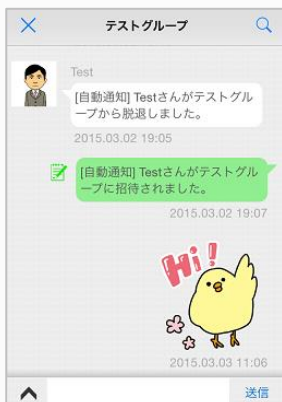 テストグループ
Test
[自動通知] Testさんがテストグル
ープから脱退しました。
2015.03.02 19:05
[自動通知] Testさんがテストグル
ープに招待されました。
2015.03.02 19:07
Hi!
2015.03.03 11:06
送信